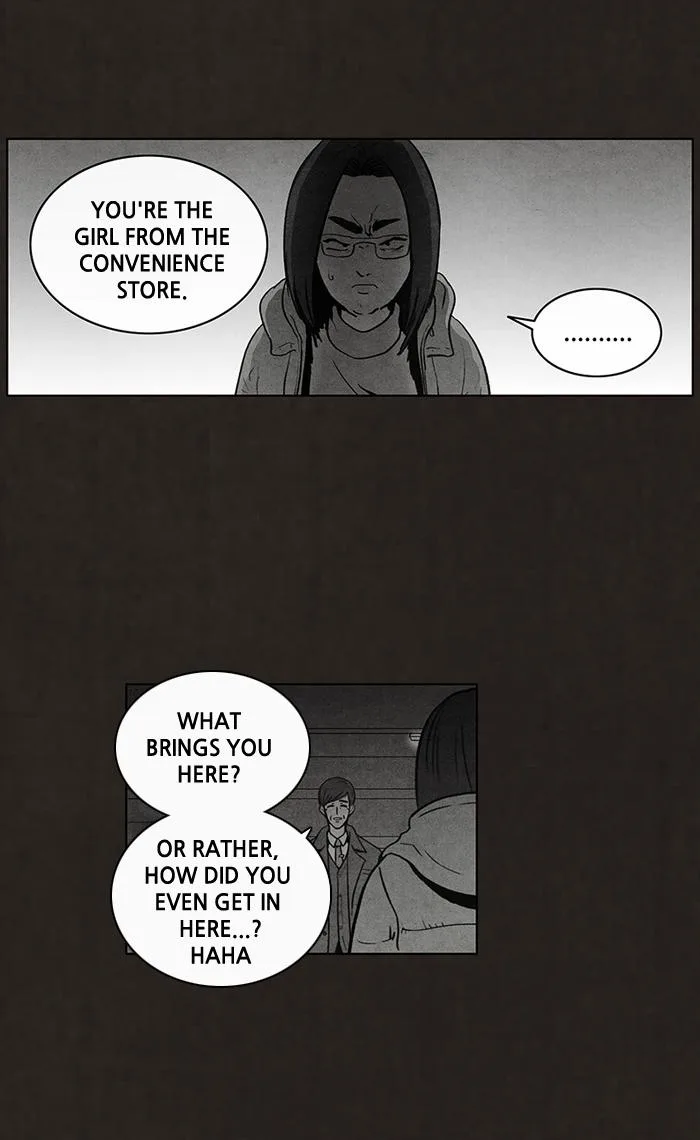 YOU'RE THE
GIRL FROM THE
CONVENIENCE
STORE.
..........
WHAT
BRINGS YOU
HERE?
OR RATHER,
HOW DID YOU
EVEN GET IN
HERE...?
HAHA